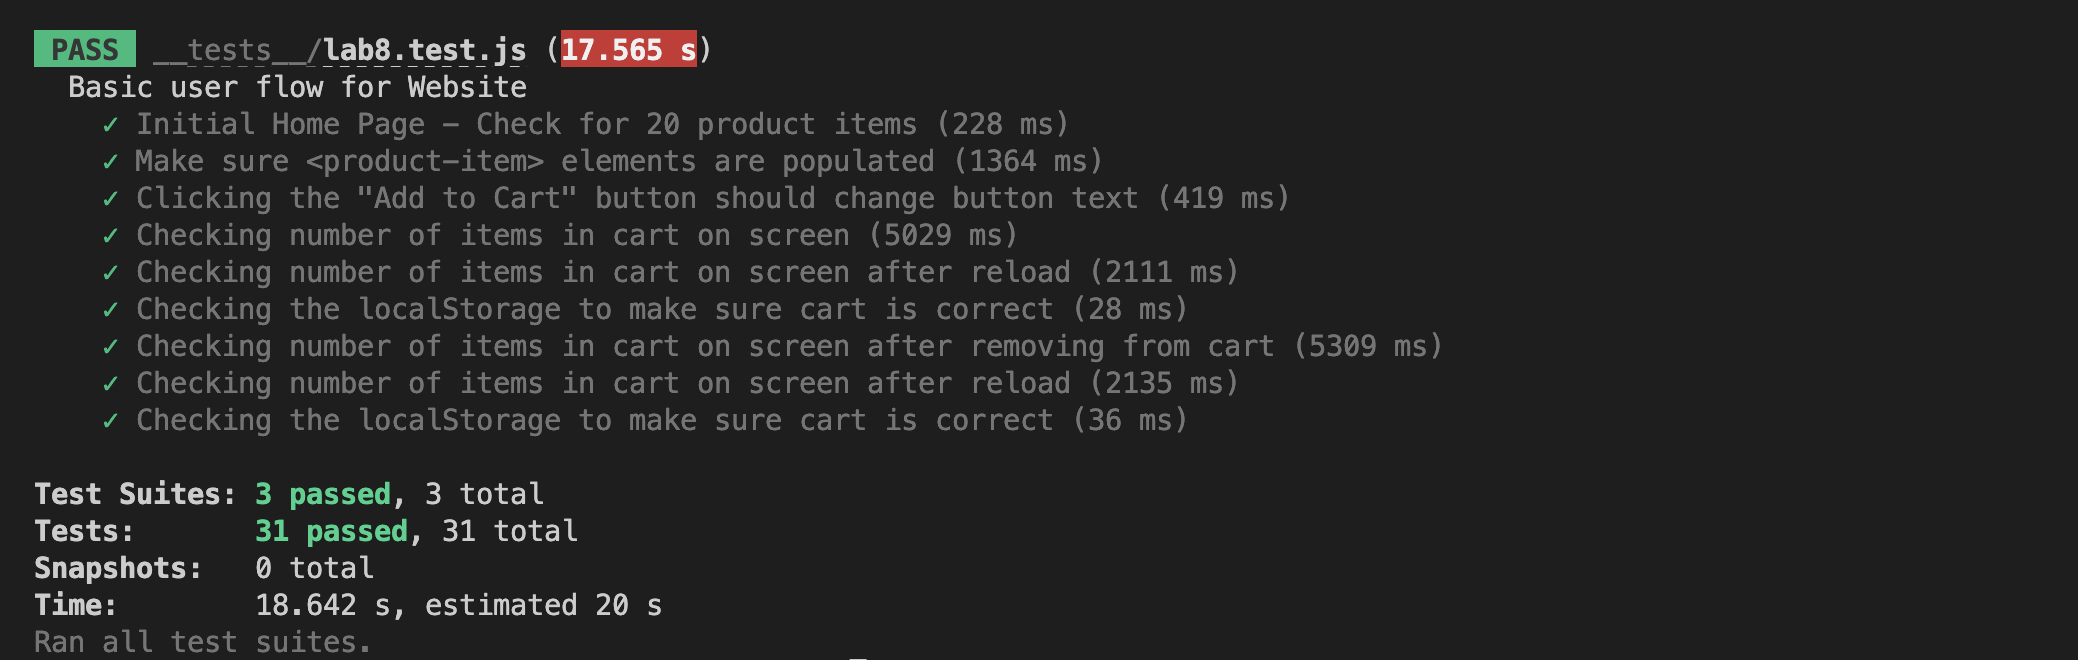 PASS __tests__/lab8.test.js (17.565 s)
Basic user flow for Website
✓ Initial Home Page – Check for 20 product items (228 ms)
✓ Make sure <product-item> elements are populated (1364 ms)
✓ Clicking the "Add to Cart" button should change button text (419 ms)
✓ Checking number of items in cart on screen (5029 ms)
✓ Checking number of items in cart on screen after reload (2111 ms)
✓ Checking the localStorage to make sure cart is correct (28 ms)
✓ Checking number of items in cart on screen after removing from cart (5309 ms)
✓ Checking number of items in cart on screen after reload (2135 ms)
✓ Checking the localStorage to make sure cart is correct (36 ms)
Test Suites: 3 passed, 3 total
Tests: 31 passed, 31 total
Snapshots: 0 total
Time: 18.642 s, estimated 20 s
Ran all test suites.